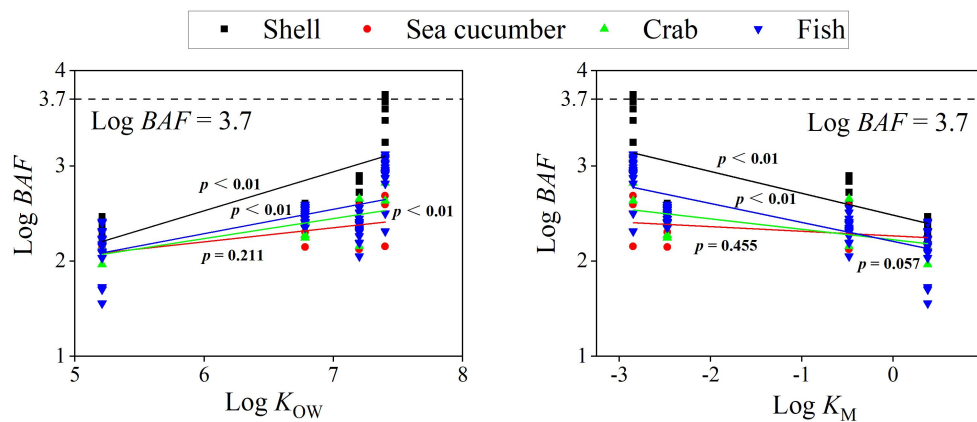 Shell Sea cucumber Crab Fish
4
3.7
3
2
1
Log BAF
Log BAF = 3.7
p < 0.01
p < 0.01
p < 0.01
p = 0.211
5 6 7 8
Log K_OW
4
3.7
3
2
1
Log BAF
Log BAF = 3.7
p < 0.01
p < 0.01
p = 0.455
p = 0.057
-3 -2 -1 0
Log K_M